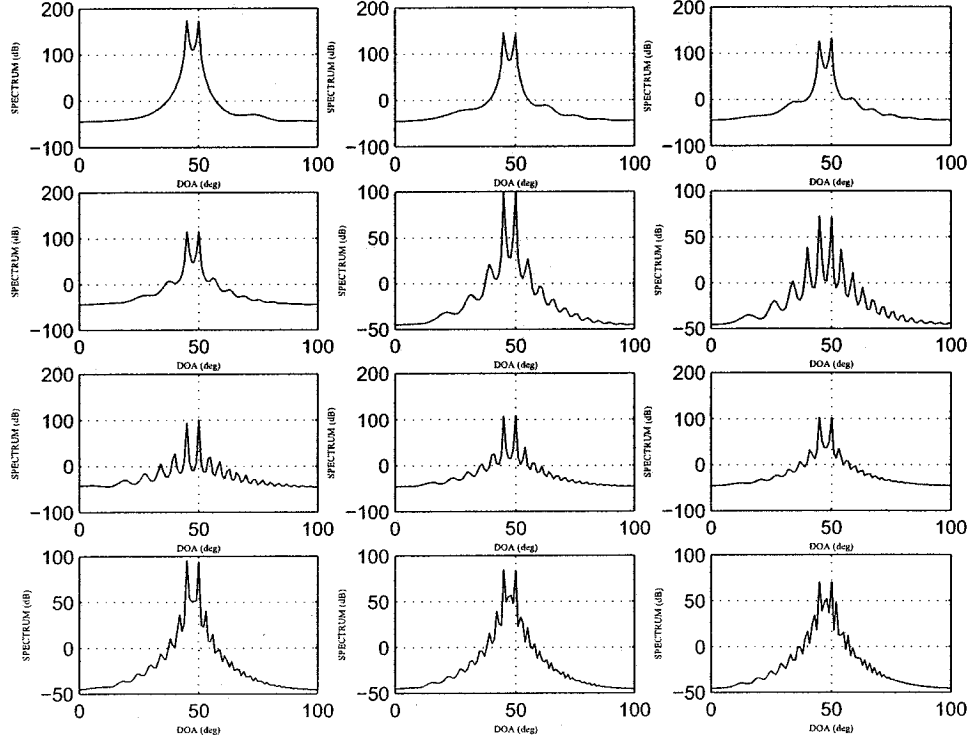 200 200 200
SPECTRUM (dB) SPECTRUM (dB) SPECTRUM (dB)
100 100 100
0 0 0
−100 −100 −100
0 50 100 0 50 100 0 50 100
DOA (deg) DOA (deg) DOA (deg)
200 100 100
SPECTRUM (dB) SPECTRUM (dB) SPECTRUM (dB)
100 50 50
0 0 0
−100 −50 −50
0 50 100 0 50 100 0 50 100
DOA (deg) DOA (deg) DOA (deg)
200 200 200
SPECTRUM (dB) SPECTRUM (dB) SPECTRUM (dB)
100 100 100
0 0 0
−100 −100 −100
0 50 100 0 50 100 0 50 100
DOA (deg) DOA (deg) DOA (deg)
100 100 100
SPECTRUM (dB) SPECTRUM (dB) SPECTRUM (dB)
50 50 50
0 0 0
−50 −50 −50
0 50 100 0 50 100 0 50 100
DOA (deg) DOA (deg) DOA (deg)